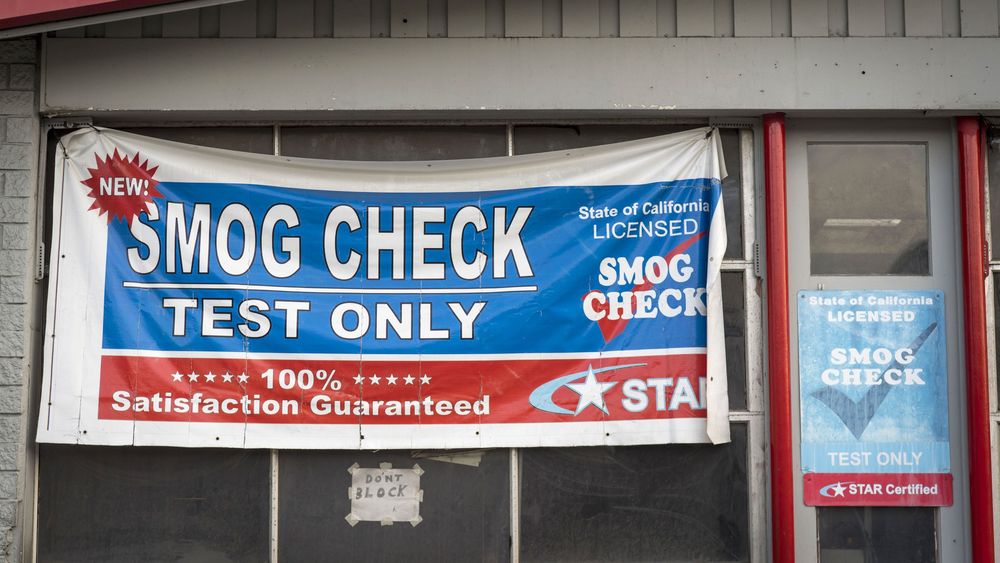 NEW!
SMOG CHECK
TEST ONLY
State of California
LICENSED
SMOG
CHECK
100%
Satisfaction Guaranteed
STAR
DON'T
BLOCK
State of California
LICENSED
SMOG
CHECK
TEST ONLY
STAR Certified